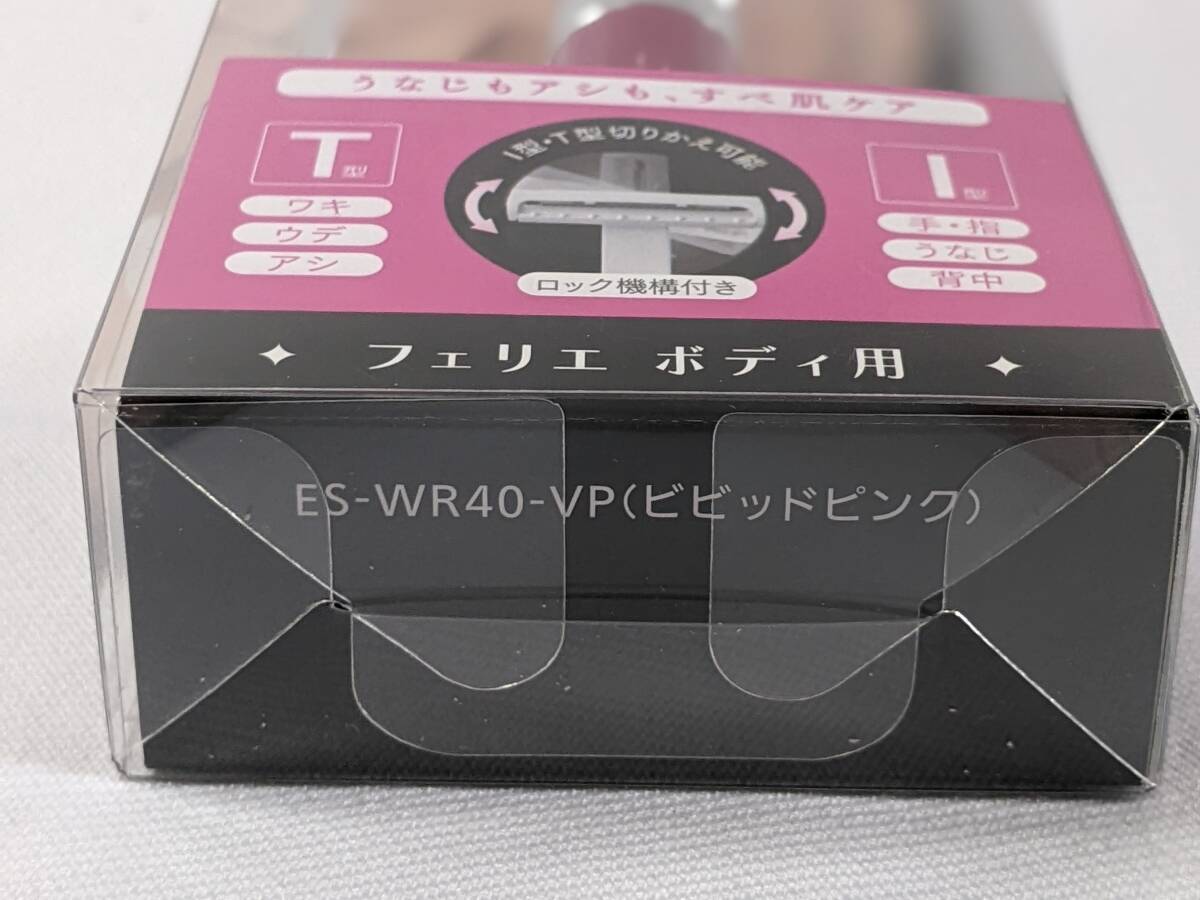 うなじもアシも、すべ肌ケア
T型
ワキ
ウデ
アシ
I型・T型切りかえ可能
ロック機構付き
I型
手・指
うなじ
背中
✦ フェリエ ボディ用 ✦
ES-WR40-VP(ビビッドピンク)